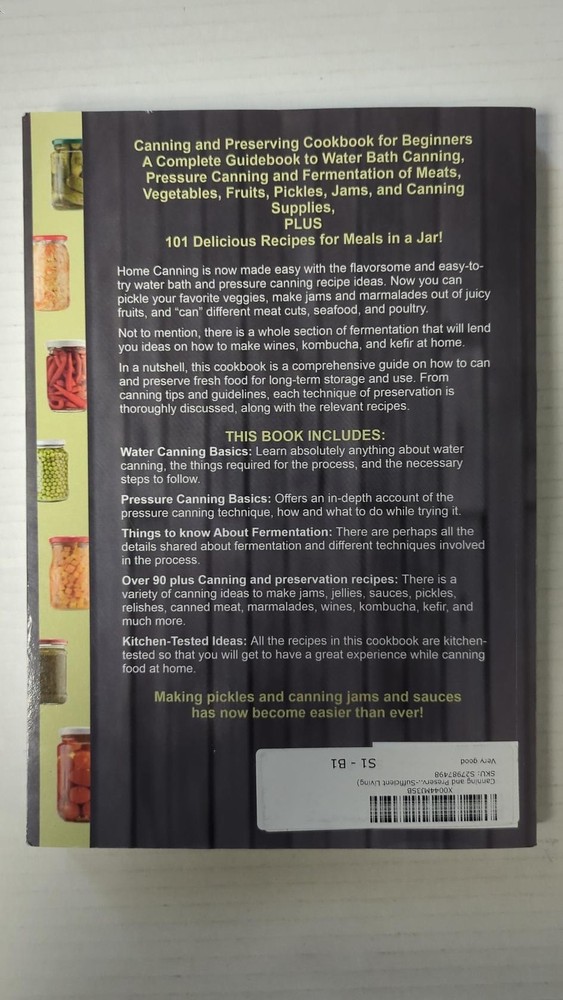 Canning and Preserving Cookbook for Beginners
A Complete Guidebook to Water Bath Canning,
Pressure Canning and Fermentation of Meats,
Vegetables, Fruits, Pickles, Jams, and Canning
Supplies,
PLUS
101 Delicious Recipes for Meals in a Jar!
Home Canning is now made easy with the flavorsome and easy-to-
try water bath and pressure canning recipe ideas. Now you can
pickle your favorite veggies, make jams and marmalades out of juicy
fruits, and “can” different meat cuts, seafood, and poultry.
Not to mention, there is a whole section of fermentation that will lend
you ideas on how to make wines, kombucha, and kefir at home.
In a nutshell, this cookbook is a comprehensive guide on how to can
and preserve fresh food for long-term storage and use. From
canning tips and guidelines, each technique of preservation is
thoroughly discussed, along with the relevant recipes.
THIS BOOK INCLUDES:
Water Canning Basics: Learn absolutely anything about water
canning, the things required for the process, and the necessary
steps to follow.
Pressure Canning Basics: Offers an in-depth account of the
pressure canning technique, how and what to do while trying it.
Things to know About Fermentation: There are perhaps all the
details shared about fermentation and different techniques involved
in the process.
Over 90 plus Canning and preservation recipes: There is a
variety of canning ideas to make jams, jellies, sauces, pickles,
relishes, canned meat, marmalades, wines, kombucha, kefir, and
much more.
Kitchen-Tested Ideas: All the recipes in this cookbook are kitchen-
tested so that you will get to have a great experience while canning
food at home.
Making pickles and canning jams and sauces
has now become easier than ever!
X0044MU3SB
SKU: S27987498
Canning and Preserv...-Sufficient Living)
Very good
S1 - B1